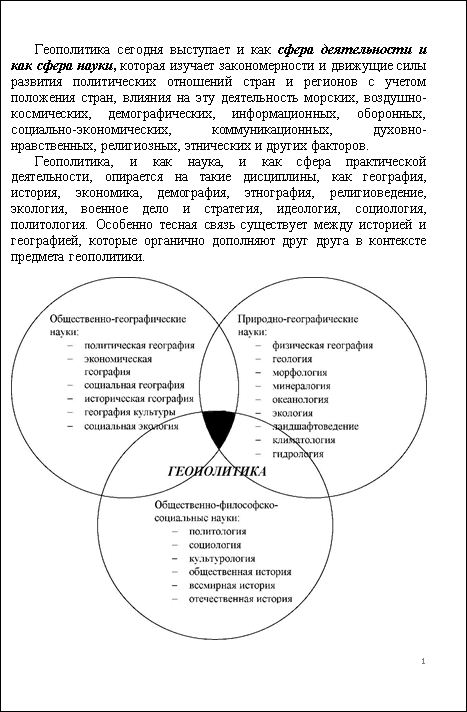 Геополитика сегодня выступает и как сфера деятельности и
как сфера науки, которая изучает закономерности и движущие силы
развития политических отношений стран и регионов с учетом
положения стран, влияния на эту деятельность морских, воздушно-
космических, демографических, информационных, оборонных,
социально-экономических, коммуникационных, духовно-
нравственных, религиозных, этнических и других факторов.
Геополитика, и как наука, и как сфера практической
деятельности, опирается на такие дисциплины, как география,
история, экономика, демография, этнография, религиоведение,
экология, военное дело и стратегия, идеология, социология,
политология. Особенно тесная связь существует между историей и
географией, которые органично дополняют друг друга в контексте
предмета геополитики.
Общественно-географические
науки:
– политическая география
– экономическая
география
– социальная география
– историческая география
– география культуры
– социальная экология
Природно-географические
науки:
– физическая география
– геология
– морфология
– минералогия
– океанология
– экология
– ландшафтоведение
– климатология
– гидрология
ГЕОПОЛИТИКА
Общественно-философско-
социальные науки:
– политология
– социология
– культурология
– общественная история
– всемирная история
– отечественная история
1